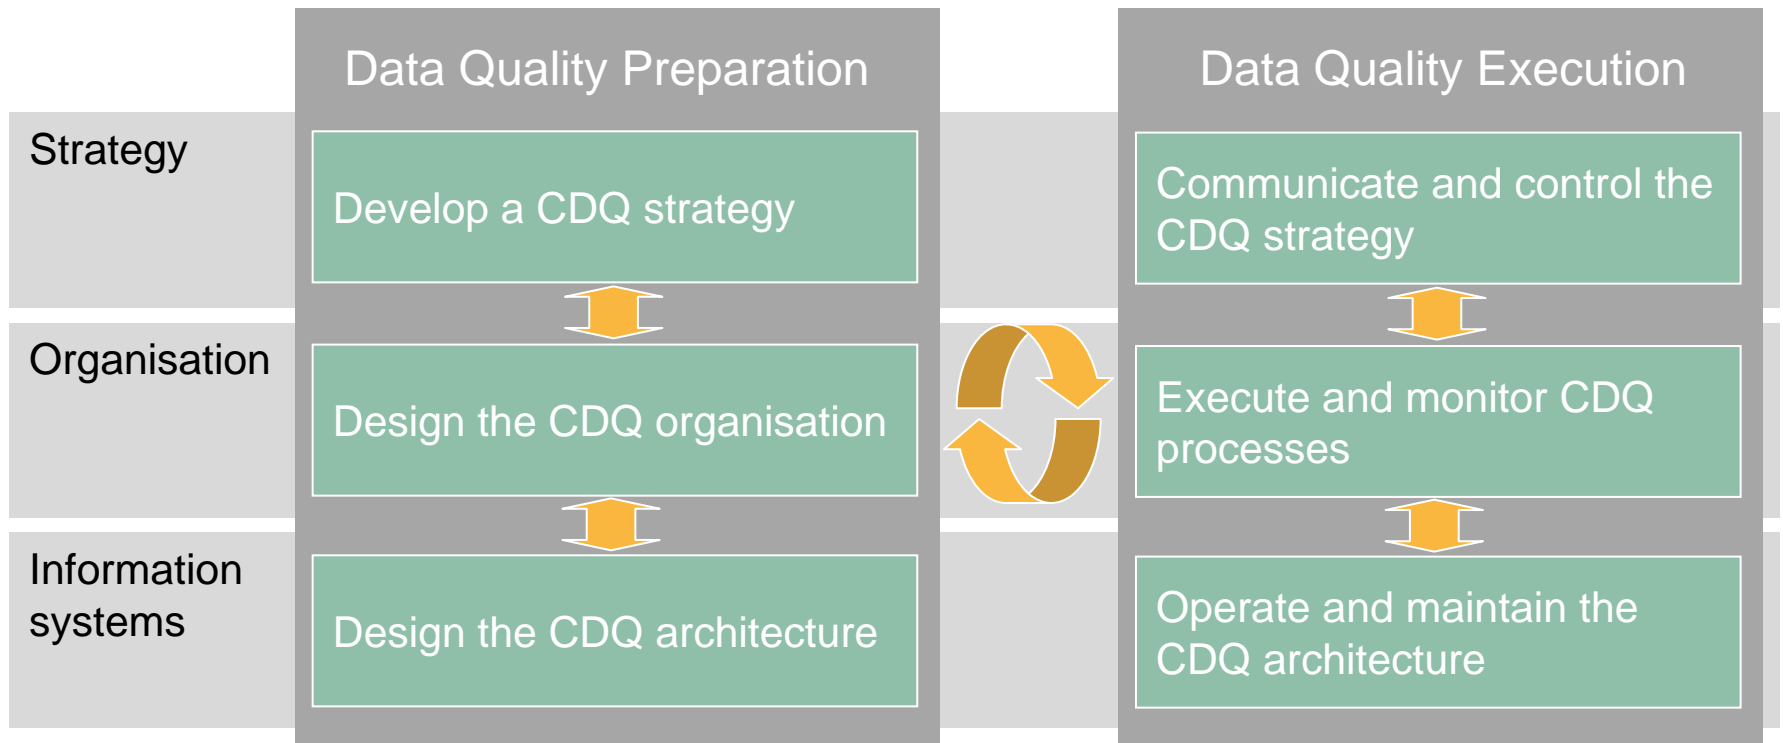 Data Quality Preparation
Data Quality Execution
Strategy
Develop a CDQ strategy
Communicate and control the
CDQ strategy
Organisation
Design the CDQ organisation
Execute and monitor CDQ
processes
Information
systems
Design the CDQ architecture
Operate and maintain the
CDQ architecture